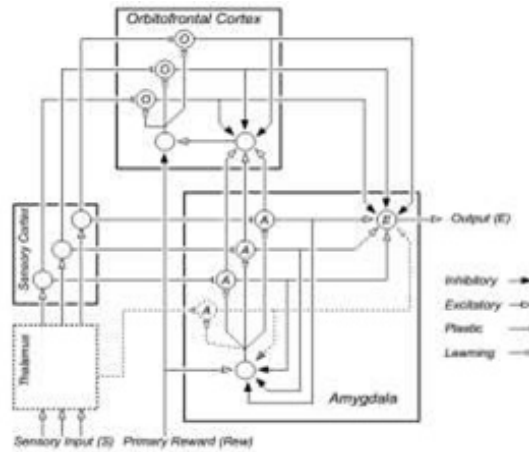 Orbitofrontal Cortex
O
O
O
Sensory Cortex
A
A
A
A
E
Output (E)
Thalamus
Inhibitory
Excitatory
Plastic
Learning
Amygdala
Sensory Input (S)
Primary Reward (Rew)